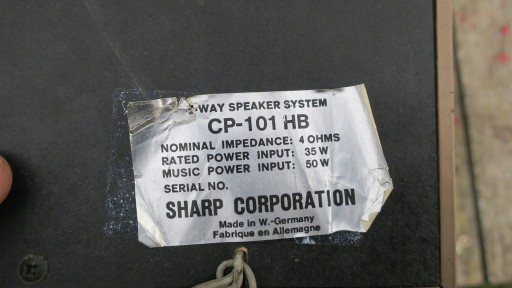 -WAY SPEAKER SYSTEM
CP-101 HB
NOMINAL IMPEDANCE: 4 OHMS
RATED POWER INPUT: 35 W
MUSIC POWER INPUT: 50 W
SERIAL NO.
SHARP CORPORATION
Made in W.-Germany
Fabriqué en Allemagne